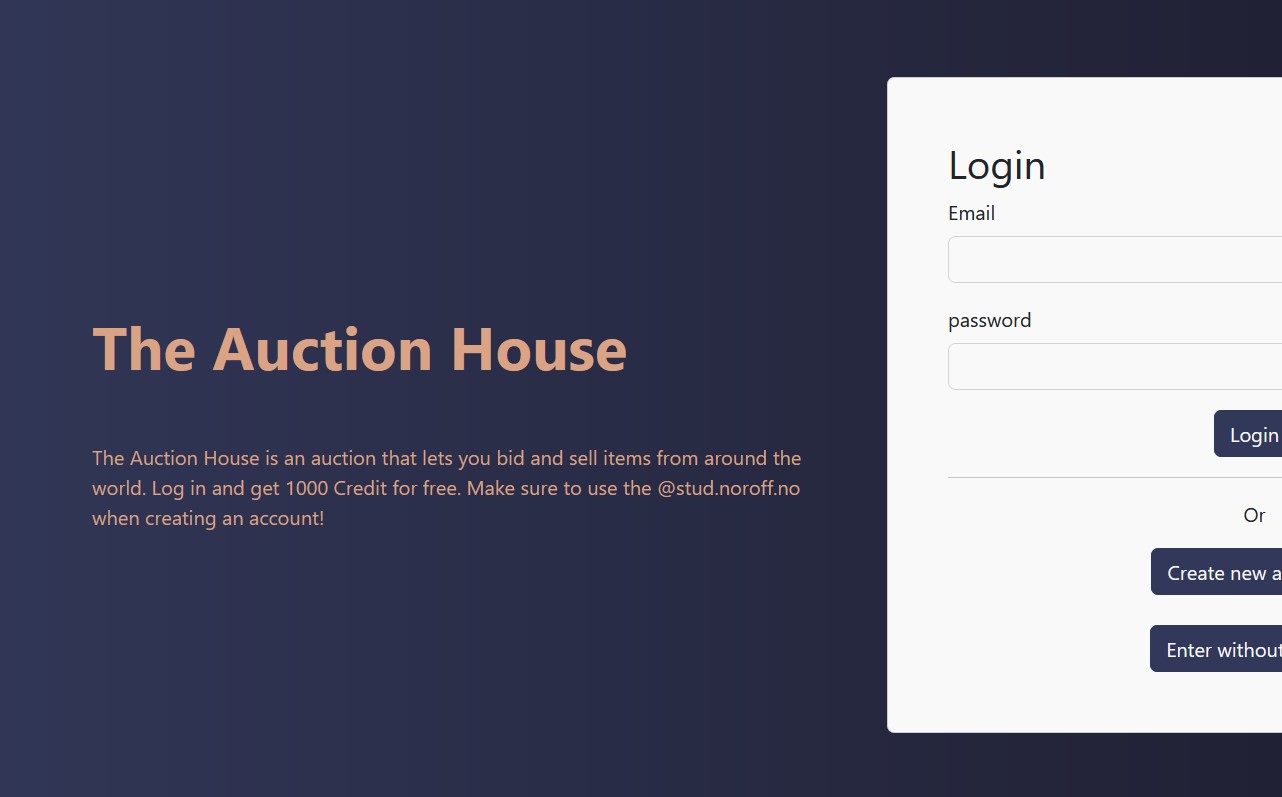 The Auction House
The Auction House is an auction that lets you bid and sell items from around the
world. Log in and get 1000 Credit for free. Make sure to use the @stud.noroff.no
when creating an account!
Login
Email
password
Login
Or
Create new a
Enter without